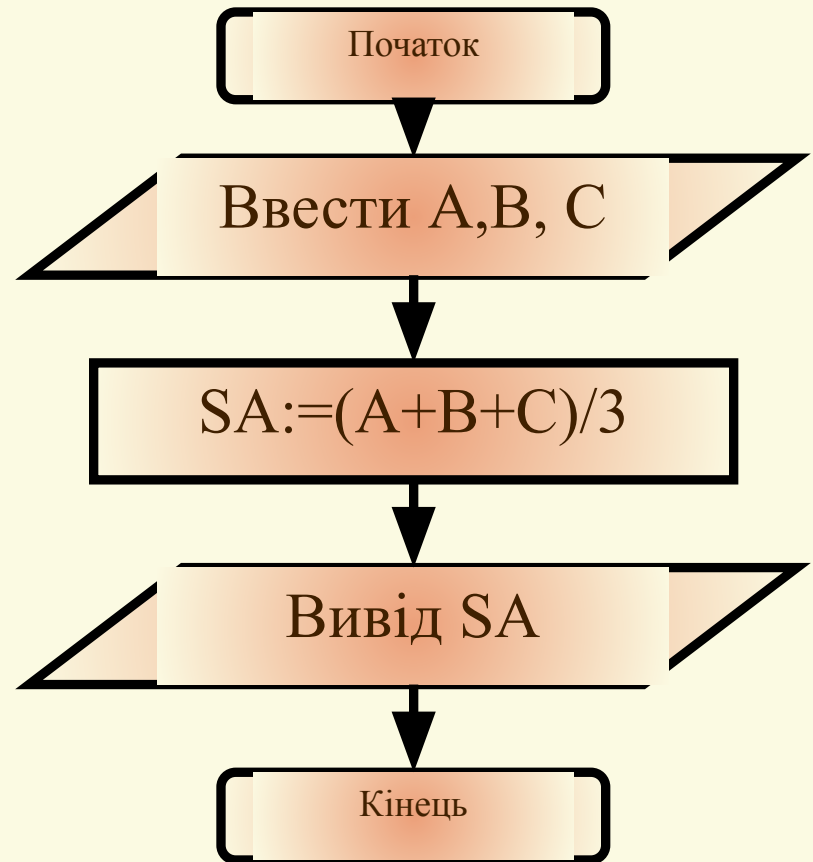 Початок
Ввести А,В, С
SA:=(A+B+C)/3
Вивід SA
Кінець